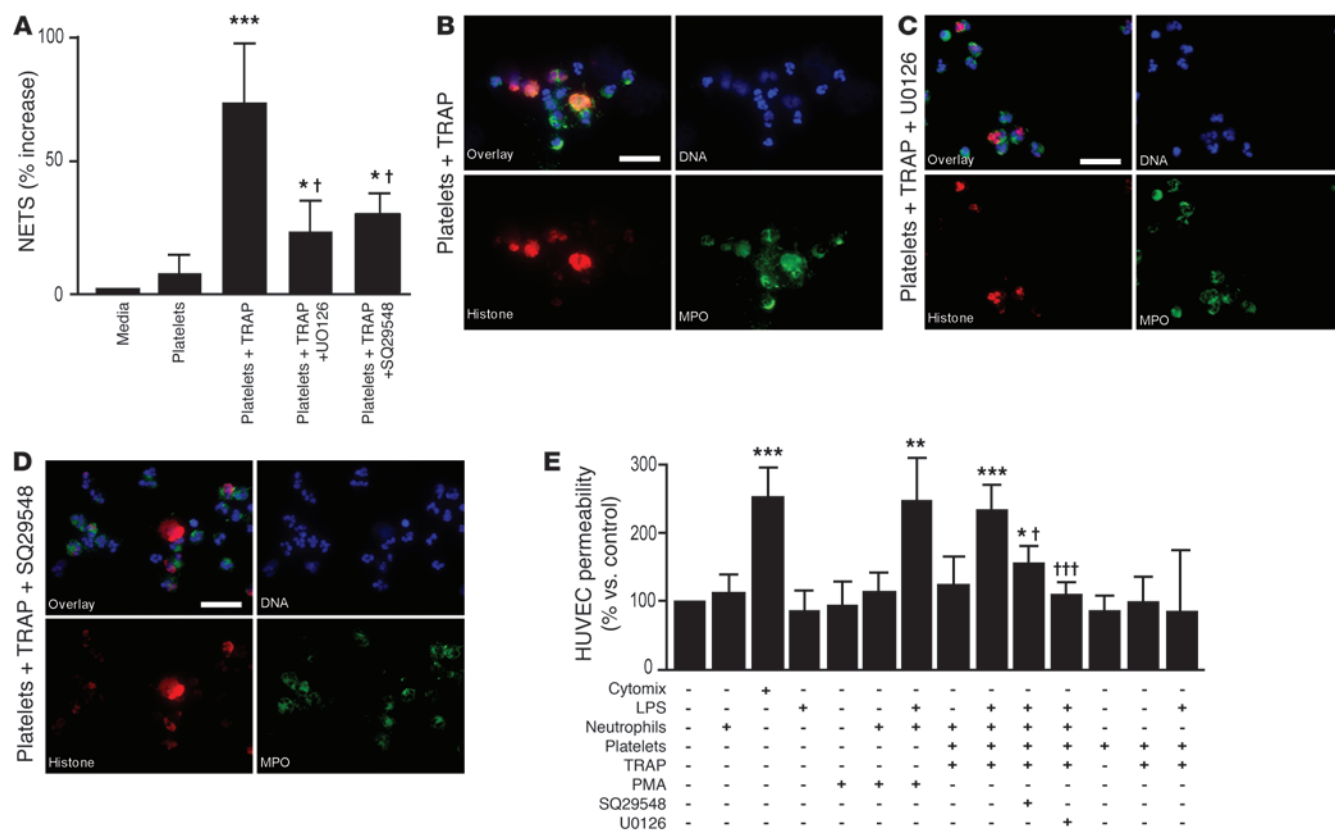 A
NETS (% increase)
100
50
0
***
* †
* †
Media
Platelets
Platelets + TRAP
Platelets + TRAP
+UO126
Platelets + TRAP
+SQ29548
B
Platelets + TRAP
Overlay
DNA
Histone
MPO
C
Platelets + TRAP + U0126
Overlay
DNA
Histone
MPO
D
Platelets + TRAP + SQ29548
Overlay
DNA
Histone
MPO
E
HUVEC permeability
(% vs. control)
300
200
100
0
*** ** *** * † †††
Cytomix - - + - - - - - - - - - - -
LPS - - - + - - + - + + + - - +
Neutrophils - + - - - + + + + + + - - -
Platelets - - - - - - - + + + + + + +
TRAP - - - - - - - + + + + - + +
PMA - - - - + + + - - - - - - -
SQ29548 - - - - - - - - - + - - - -
U0126 - - - - - - - - - - + - - -